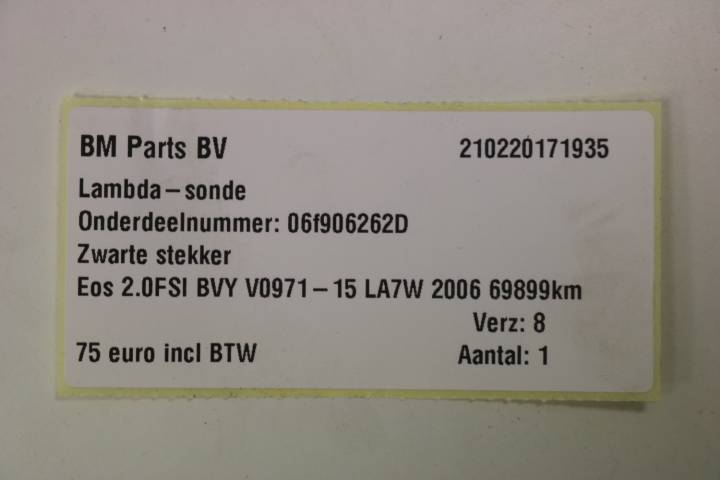 BM Parts BV 210220171935
Lambda-sonde
Onderdeelnummer: 06f906262D
Zwarte stekker
Eos 2.0FSI BVY V0971-15 LA7W 2006 69899km
Verz: 8
75 euro incl BTW Aantal: 1